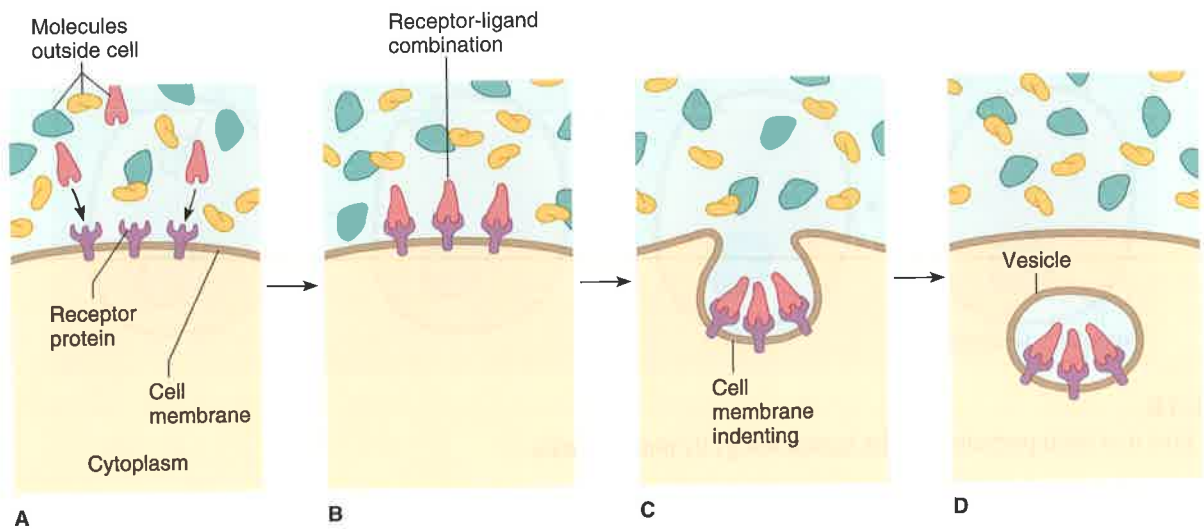 Molecules
outside cell
Receptor
protein
Cell
membrane
Cytoplasm
A
Receptor-ligand
combination
B
Cell
membrane
indenting
C
Vesicle
D